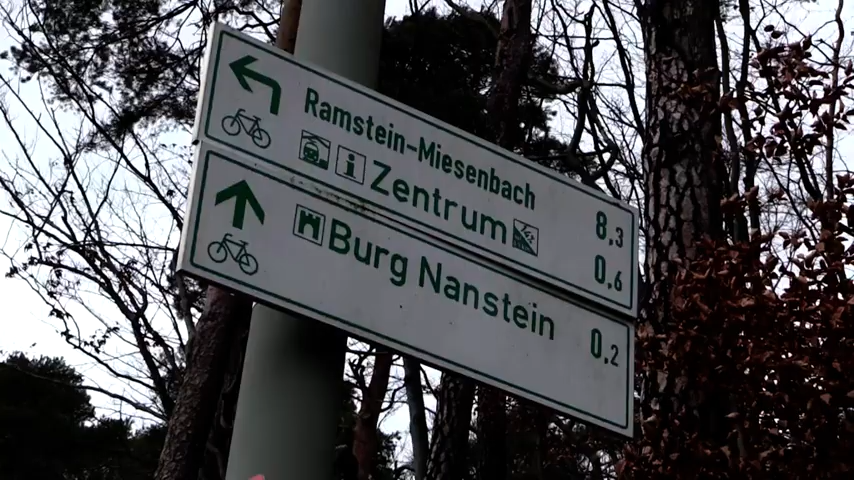 Ramstein-Miesenbach 8,3
i Zentrum 0,6
Burg Nanstein 0,2